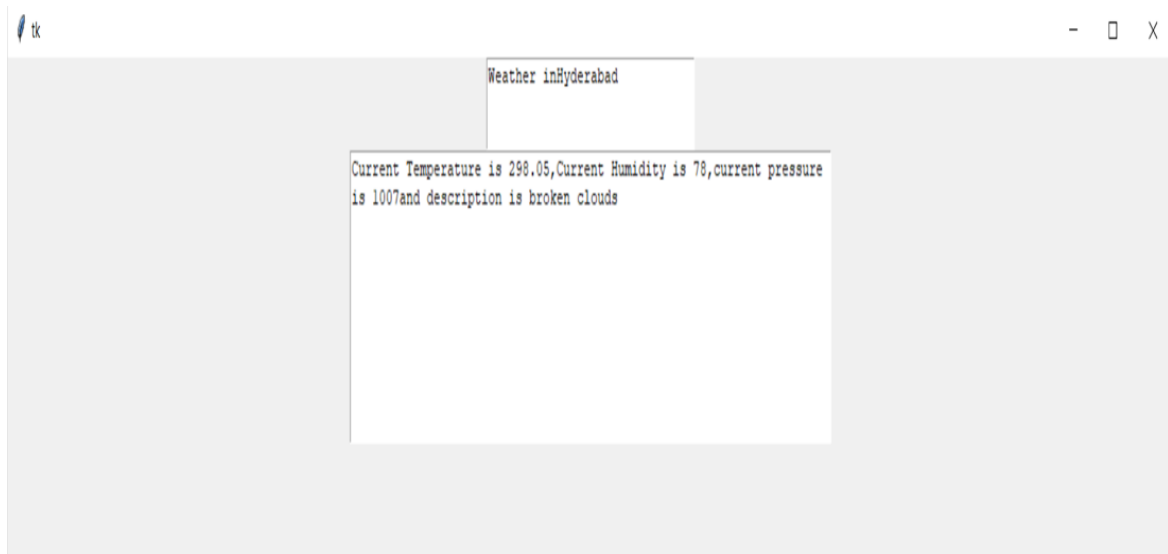 tk
Weather inHyderabad
Current Temperature is 298.05,Current Humidity is 78,current pressure
is 1007and description is broken clouds